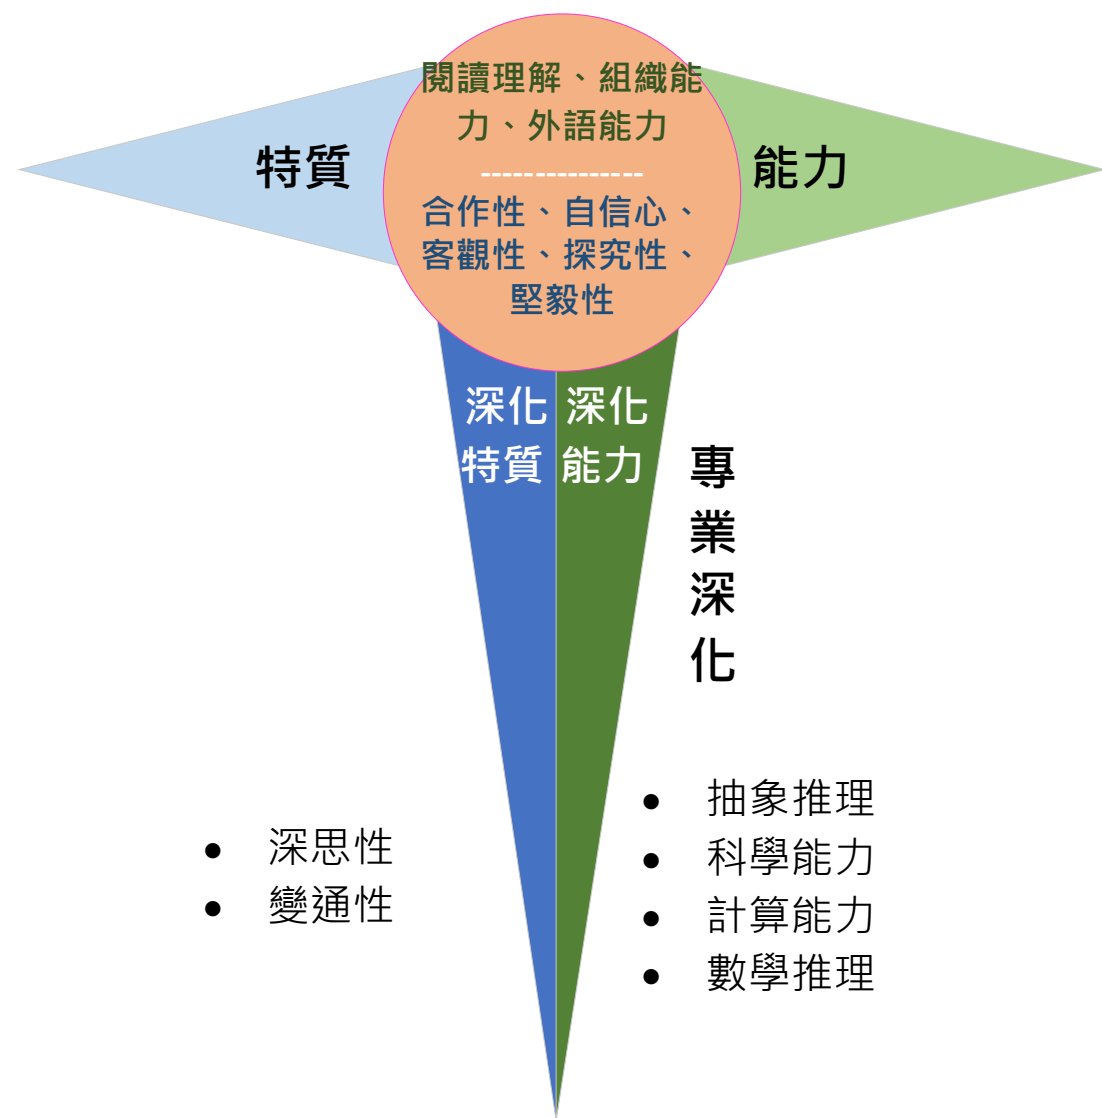 閱讀理解、組織能
力、外語能力
---------------
合作性、自信心、
客觀性、探究性、
堅毅性
特質
能力
深化
特質
深化
能力
專
業
深
化
● 深思性
● 變通性
● 抽象推理
● 科學能力
● 計算能力
● 數學推理